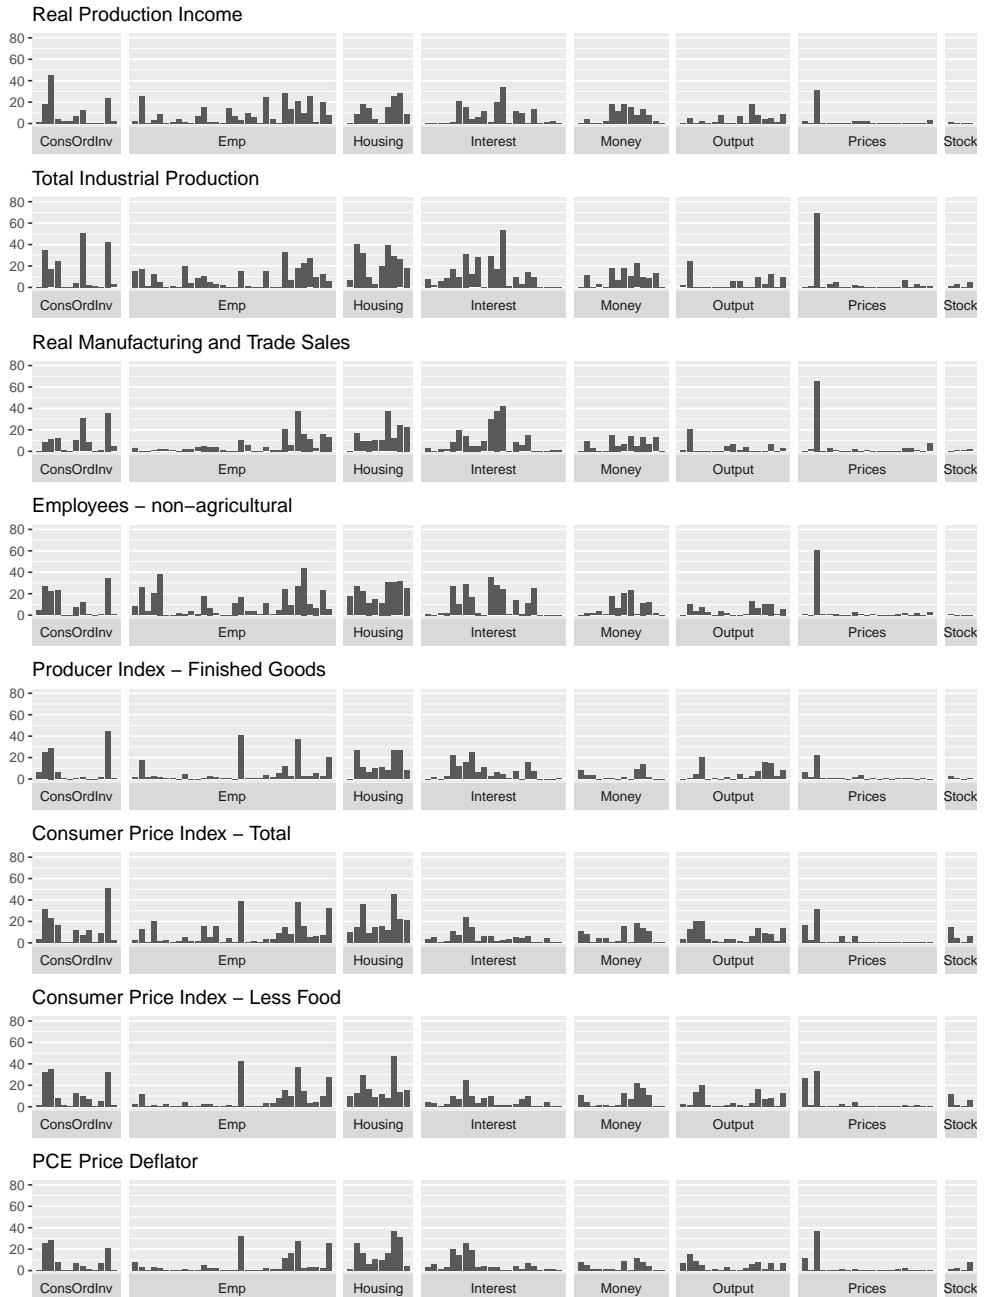 Real Production Income
80
60
40
20
0
ConsOrdInv Emp Housing Interest Money Output Prices Stock
Total Industrial Production
80
60
40
20
0
ConsOrdInv Emp Housing Interest Money Output Prices Stock
Real Manufacturing and Trade Sales
80
60
40
20
0
ConsOrdInv Emp Housing Interest Money Output Prices Stock
Employees − non−agricultural
80
60
40
20
0
ConsOrdInv Emp Housing Interest Money Output Prices Stock
Producer Index − Finished Goods
80
60
40
20
0
ConsOrdInv Emp Housing Interest Money Output Prices Stock
Consumer Price Index − Total
80
60
40
20
0
ConsOrdInv Emp Housing Interest Money Output Prices Stock
Consumer Price Index − Less Food
80
60
40
20
0
ConsOrdInv Emp Housing Interest Money Output Prices Stock
PCE Price Deflator
80
60
40
20
0
ConsOrdInv Emp Housing Interest Money Output Prices Stock